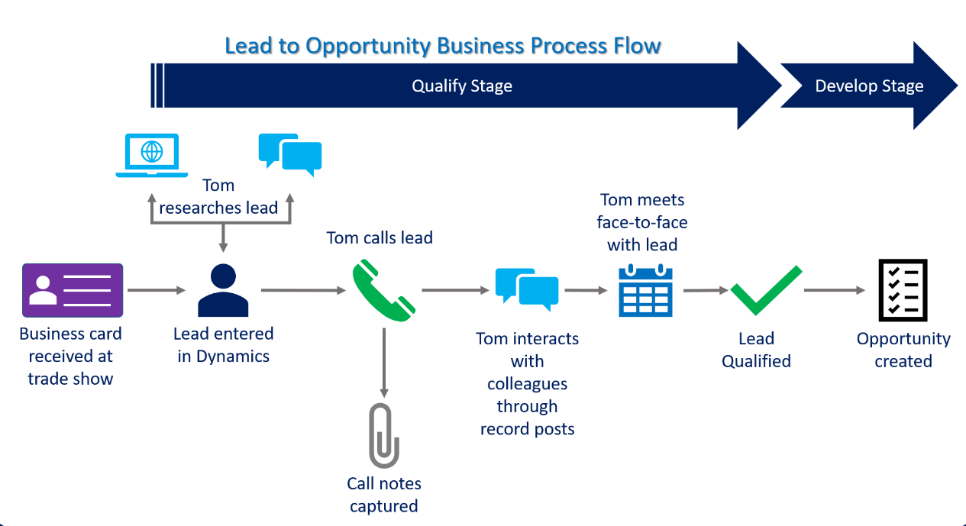 Lead to Opportunity Business Process Flow
Qualify Stage
Develop Stage
Tom
researches lead
Tom calls lead
Tom meets
face-to-face
with lead
Business card
received at
trade show
Lead entered
in Dynamics
Tom interacts
with
colleagues
through
record posts
Lead
Qualified
Opportunity
created
Call notes
captured